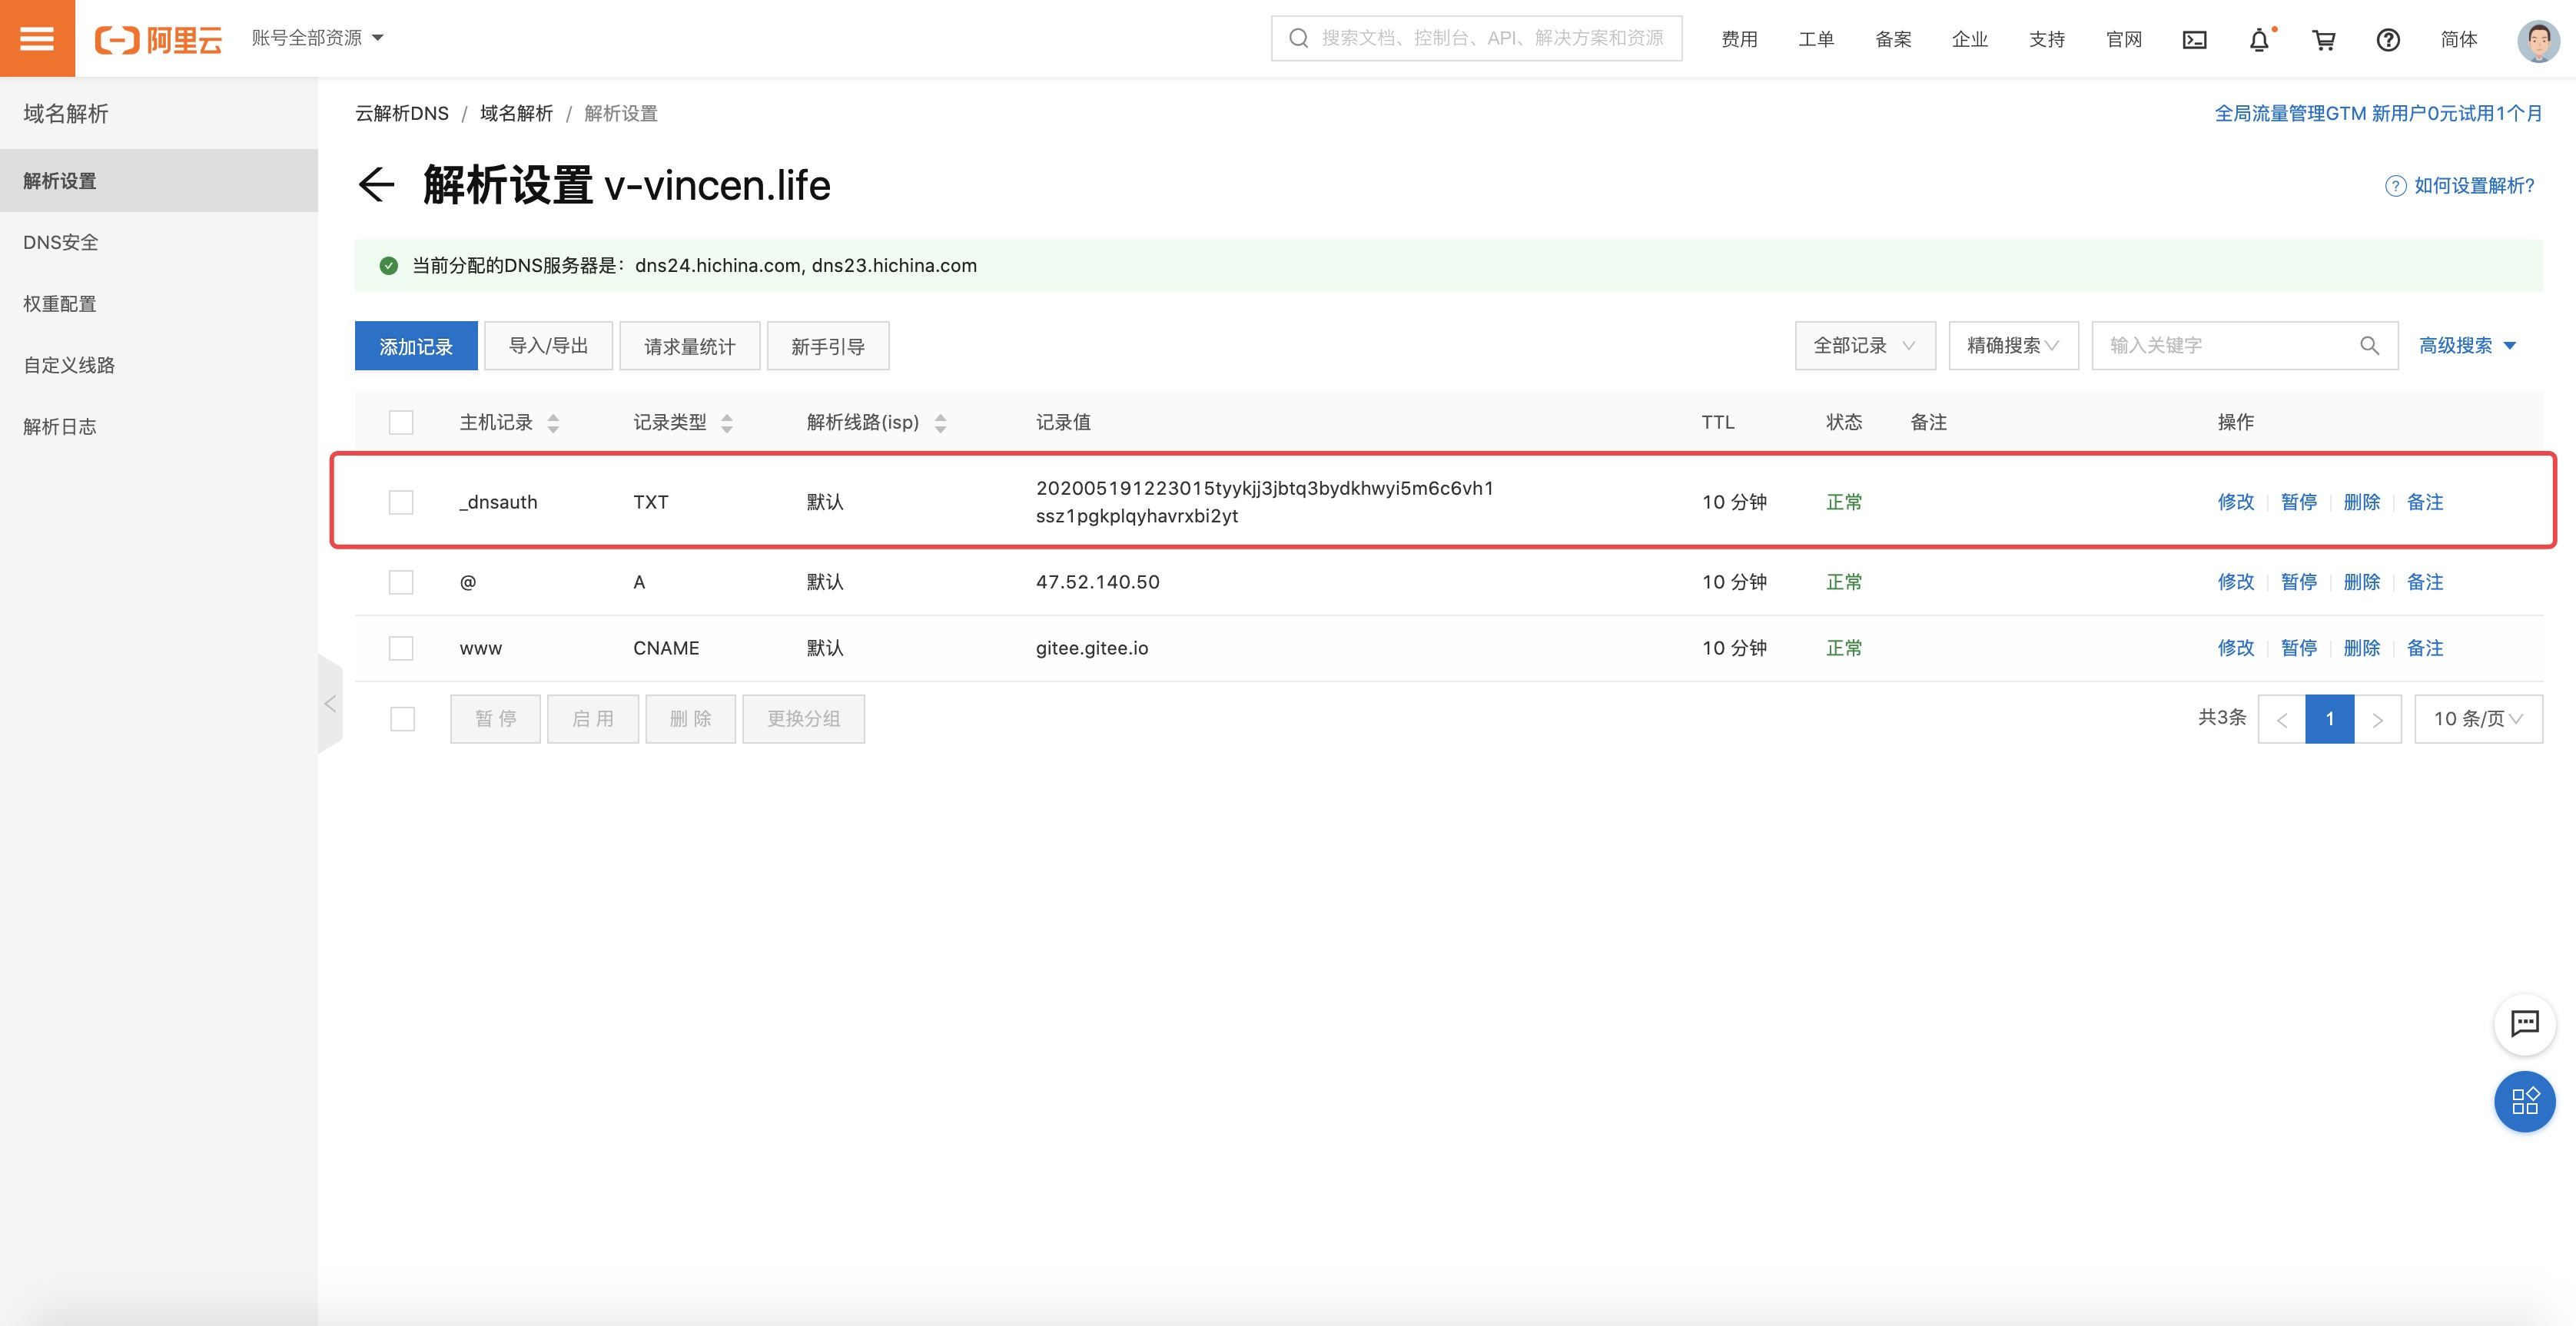 阿里云 账号全部资源 搜索文档、控制台、API、解决方案和资源 费用 工单 备案 企业 支持 官网 简体
域名解析
解析设置
DNS安全
权重配置
自定义线路
解析日志
云解析DNS / 域名解析 / 解析设置 全局流量管理GTM 新用户0元试用1个月
解析设置 v-vincen.life 如何设置解析?
当前分配的DNS服务器是：dns24.hichina.com, dns23.hichina.com
添加记录 导入/导出 请求量统计 新手引导 全部记录 精确搜索 输入关键字 高级搜索
主机记录 记录类型 解析线路(isp) 记录值 TTL 状态 备注 操作
_dnsauth TXT 默认 202005191223015tyykjj3jbtq3bydkhwyi5m6c6vh1 10 分钟 正常 修改 暂停 删除 备注
ssz1pgkplqyhavrxbi2yt
@ A 默认 47.52.140.50 10 分钟 正常 修改 暂停 删除 备注
www CNAME 默认 gitee.gitee.io 10 分钟 正常 修改 暂停 删除 备注
暂 停 启 用 删 除 更换分组 共3条 < 1 > 10 条/页